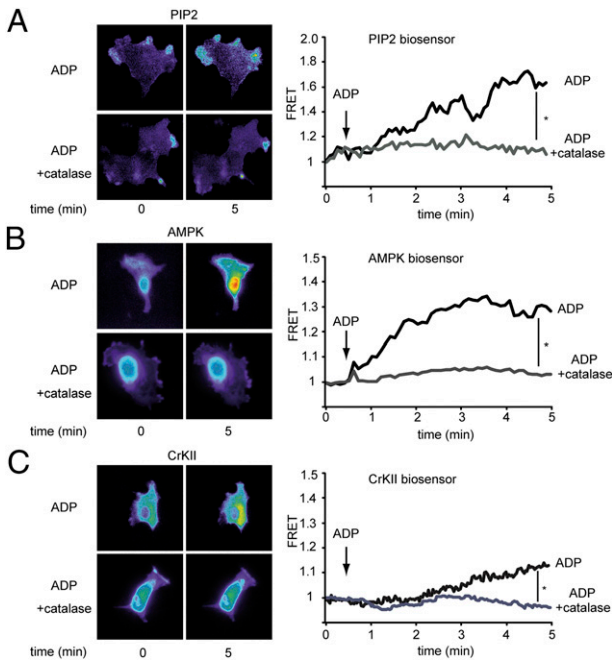 A
PIP2
ADP
ADP
+catalase
time (min)
0
5
PIP2 biosensor
FRET
1.8
1.6
1.4
1.2
1.0
0
1
2
3
4
5
time (min)
ADP
ADP
*
ADP
+catalase
B
AMPK
ADP
ADP
+catalase
time (min)
0
5
AMPK biosensor
FRET
1.5
1.4
1.3
1.2
1.1
1
0
1
2
3
4
5
time (min)
ADP
ADP
*
ADP
+catalase
C
CrKII
ADP
ADP
+catalase
time (min)
0
5
CrKII biosensor
FRET
1.5
1.4
1.3
1.2
1.1
1.0
0.9
0
1
2
3
4
5
time (min)
ADP
ADP
*
ADP
+catalase